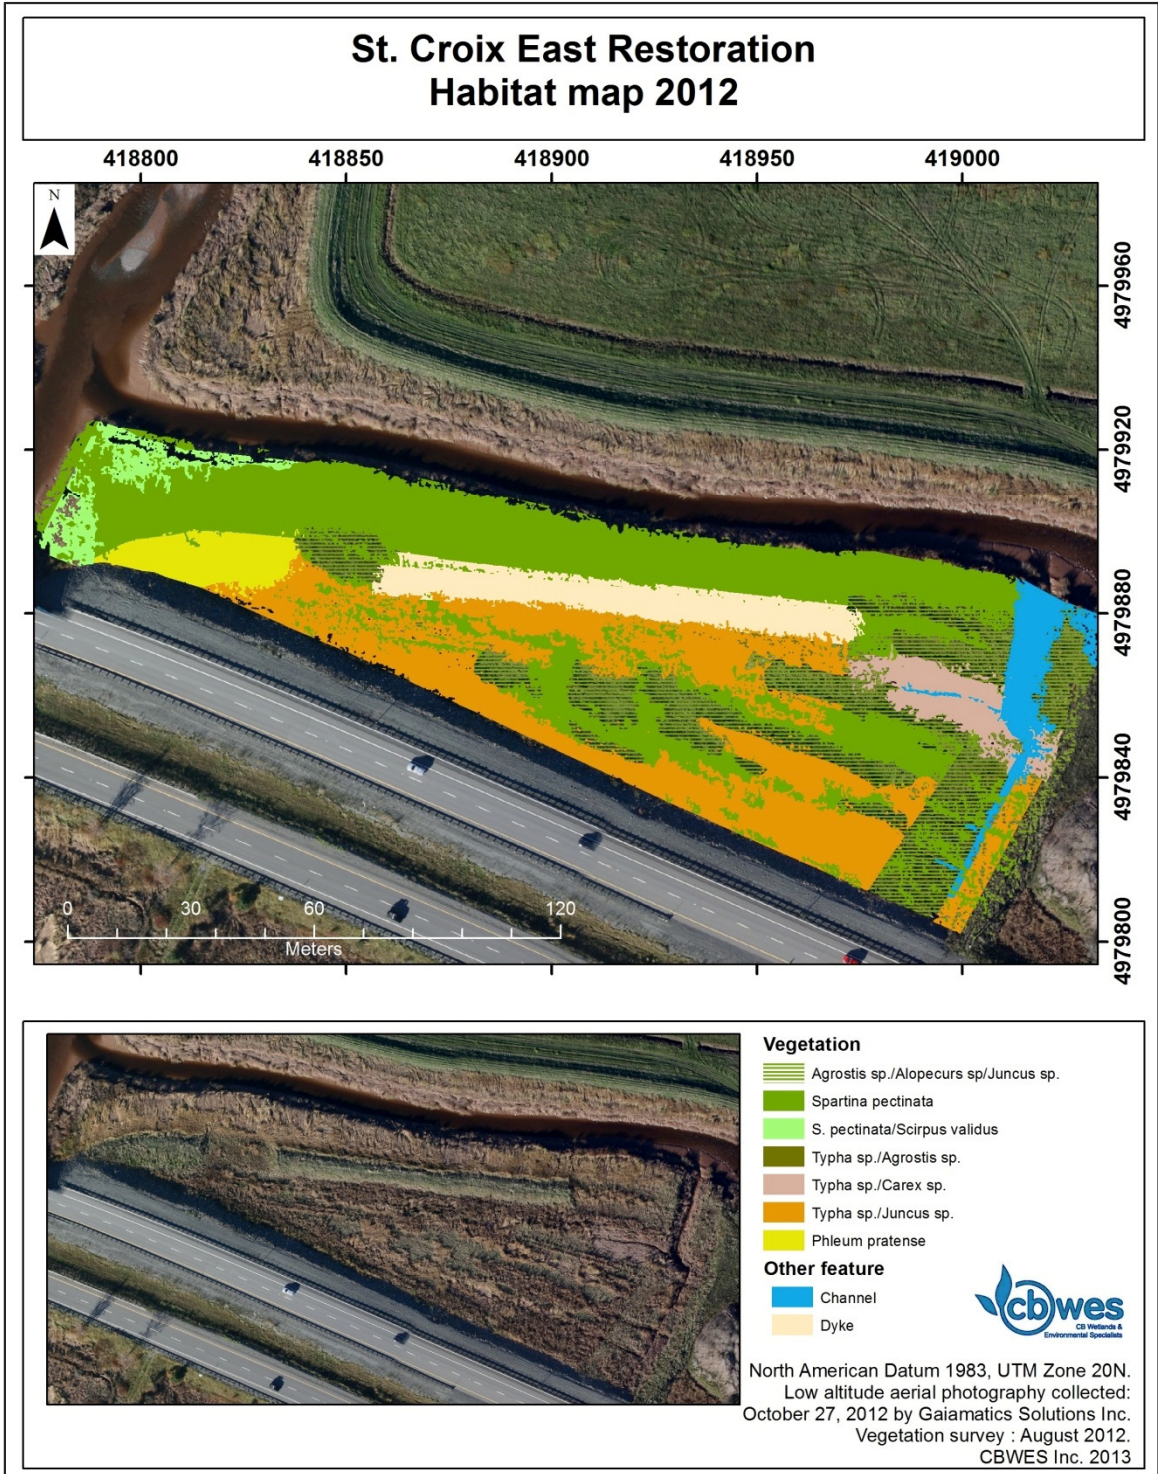 St. Croix East Restoration
Habitat map 2012
418800 418850 418900 418950 419000
N
4979960
4979920
4979880
4979840
4979800
0 30 60 120
Meters
Vegetation
Agrostis sp./Alopecurs sp/Juncus sp.
Spartina pectinata
S. pectinata/Scirpus validus
Typha sp./Agrostis sp.
Typha sp./Carex sp.
Typha sp./Juncus sp.
Phleum pratense
Other feature
Channel
Dyke
cbwes
CB Wetlands &
Environmental Specialists
North American Datum 1983, UTM Zone 20N.
Low altitude aerial photography collected:
October 27, 2012 by Gaiamatics Solutions Inc.
Vegetation survey : August 2012.
CBWES Inc. 2013